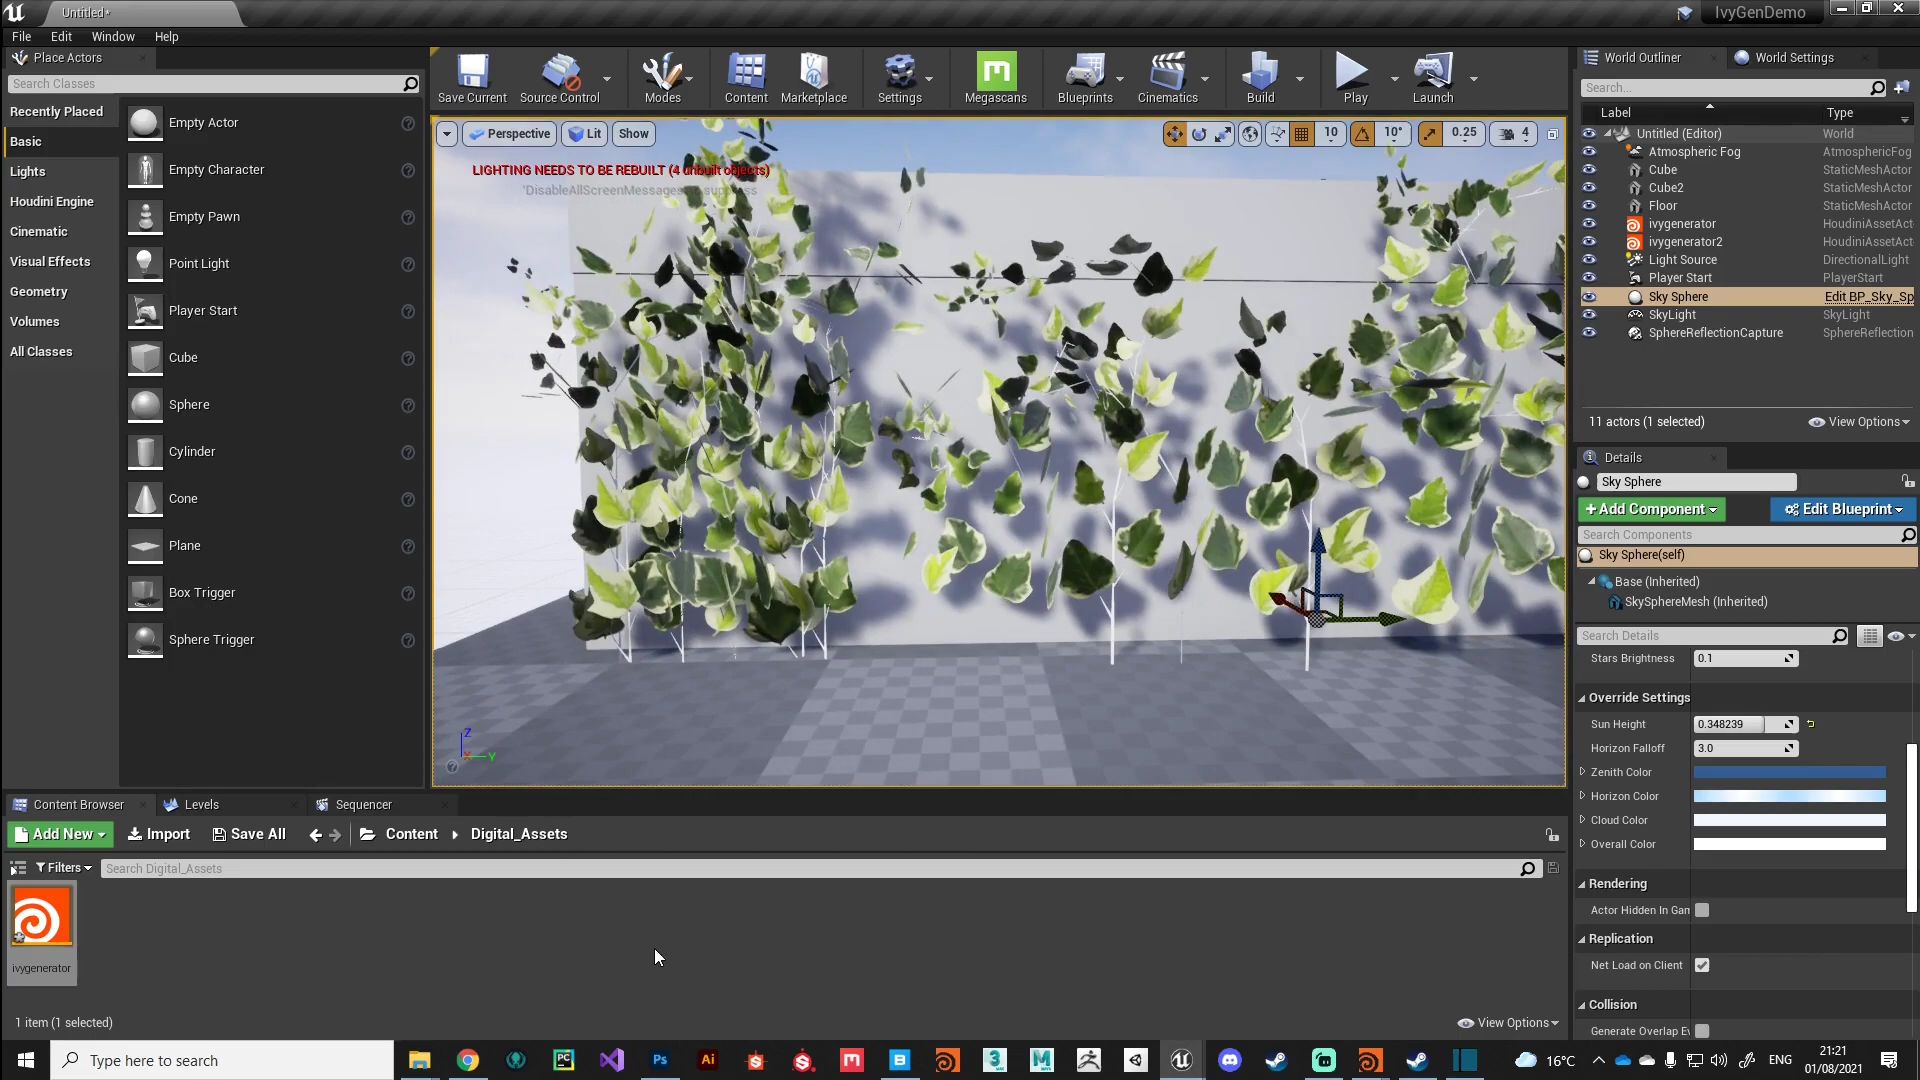 Untitled*
IvyGenDemo
File Edit Window Help
Place Actors
Search Classes
Recently Placed
Basic
Lights
Houdini Engine
Cinematic
Visual Effects
Geometry
Volumes
All Classes
Empty Actor
Empty Character
Empty Pawn
Point Light
Player Start
Cube
Sphere
Cylinder
Cone
Plane
Box Trigger
Sphere Trigger
Save Current
Source Control
Modes
Content
Marketplace
Settings
Megascans
Blueprints
Cinematics
Build
Play
Launch
Perspective
Lit
Show
10
10°
0.25
4
LIGHTING NEEDS TO BE REBUILT (4 unbuilt objects)
'DisableAllScreenMessages' to suppress
Z
X
Y
World Outliner
World Settings
Search...
Label Type
Untitled (Editor) World
Atmospheric Fog AtmosphericFog
Cube StaticMeshActor
Cube2 StaticMeshActor
Floor StaticMeshActor
ivygenerator HoudiniAssetAct
ivygenerator2 HoudiniAssetAct
Light Source DirectionalLight
Player Start PlayerStart
Sky Sphere Edit BP_Sky_Sp
SkyLight SkyLight
SphereReflectionCapture SphereReflection
11 actors (1 selected)
View Options
Details
Sky Sphere
+Add Component
Edit Blueprint
Search Components
Sky Sphere(self)
Base (Inherited)
SkySphereMesh (Inherited)
Search Details
Stars Brightness 0.1
Override Settings
Sun Height 0.348239
Horizon Falloff 3.0
Zenith Color
Horizon Color
Cloud Color
Overall Color
Rendering
Actor Hidden In Gam
Replication
Net Load on Client
Collision
Generate Overlap Ev
Content Browser
Levels
Sequencer
Add New
Import
Save All
Content
Digital_Assets
Filters
Search Digital_Assets
ivygenerator
1 item (1 selected)
View Options
Type here to search
PC
Ps
Ai
3
M
16°C
ENG
21:21
01/08/2021